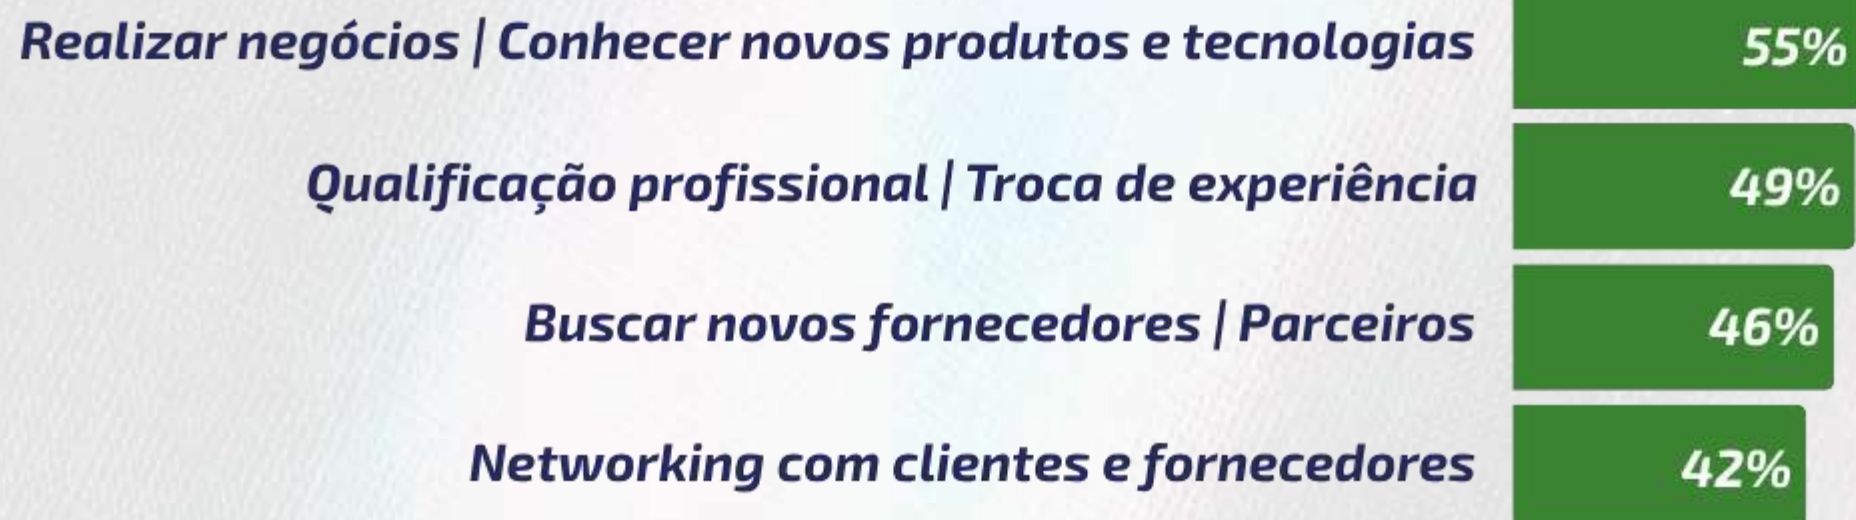 Realizar negócios | Conhecer novos produtos e tecnologias 55%
Qualificação profissional | Troca de experiência 49%
Buscar novos fornecedores | Parceiros 46%
Networking com clientes e fornecedores 42%